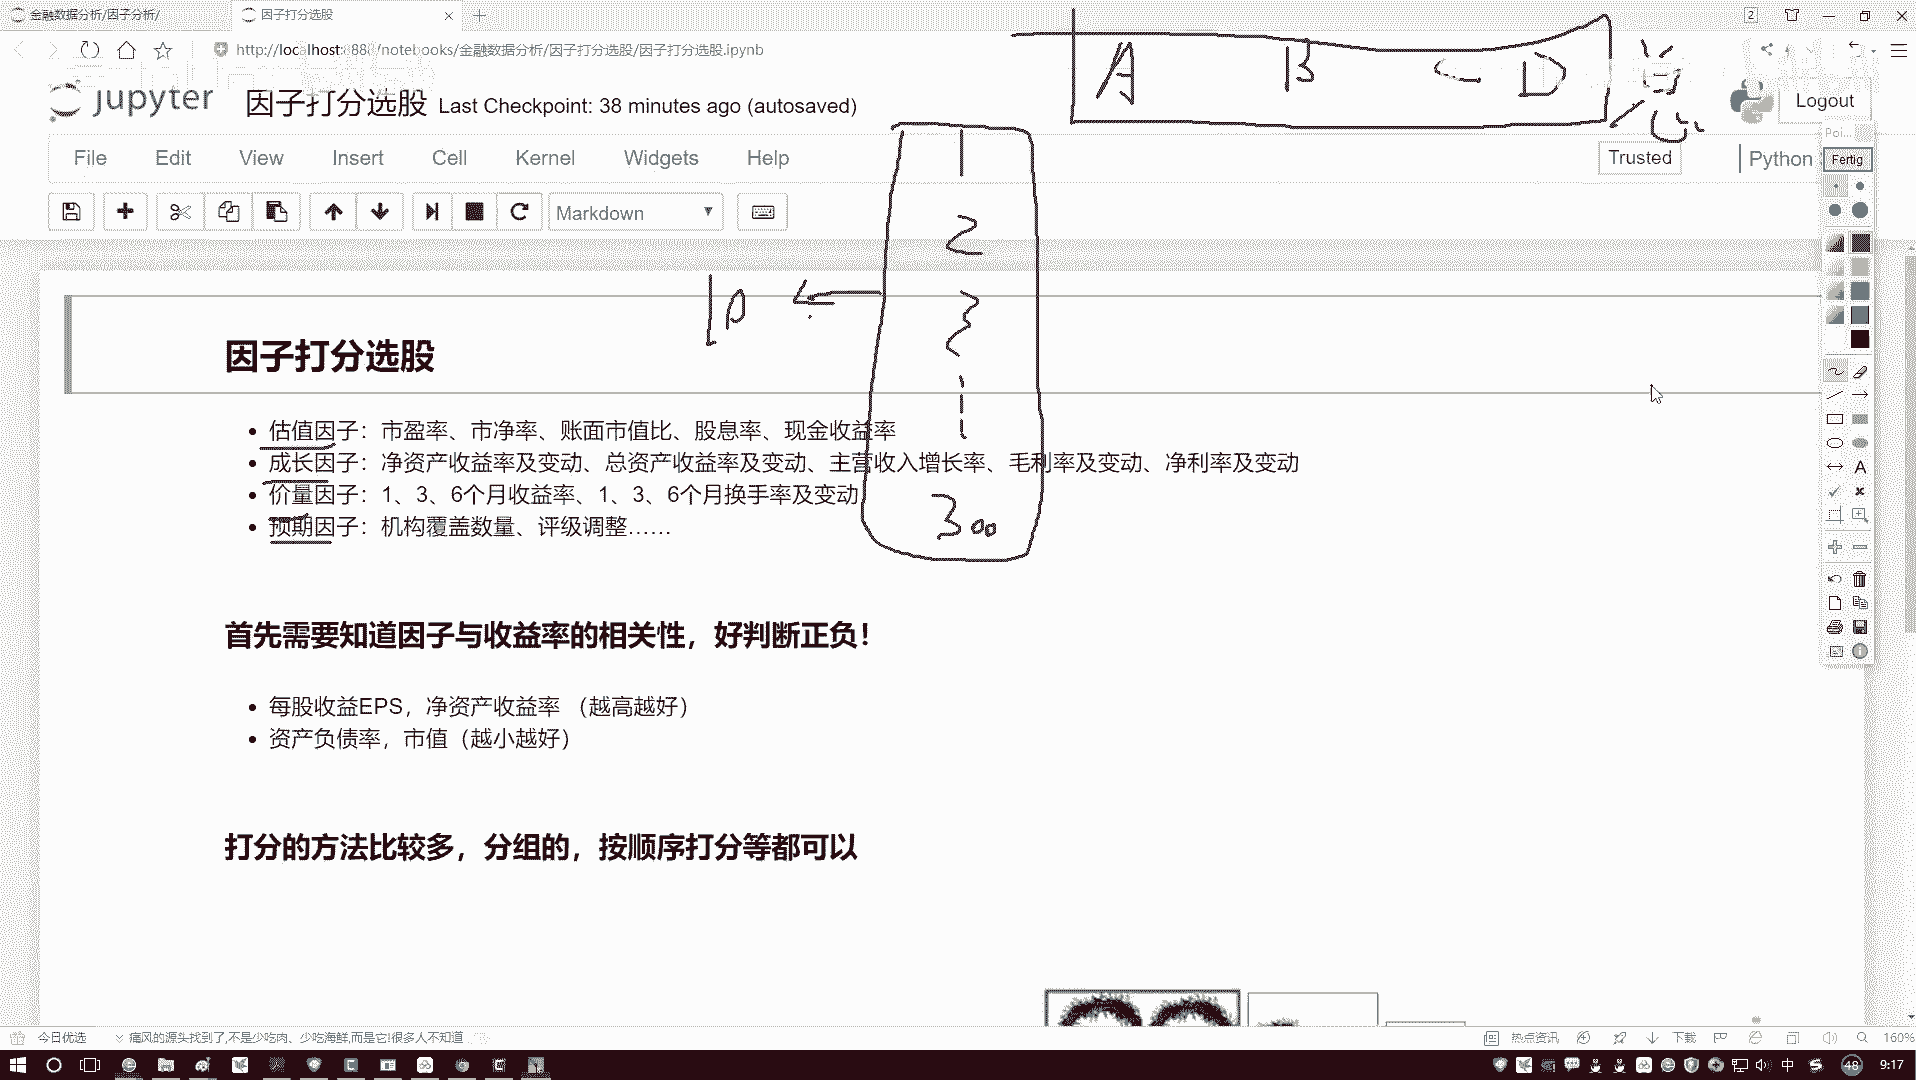 金融数据分析/因子分析/
因子打分选股
2
http://localhost:888/notebooks/金融数据分析/因子打分选股/因子打分选股.ipynb
A B C D
jupyter 因子打分选股 Last Checkpoint: 38 minutes ago (autosaved)
Logout
Poi...
File Edit View Insert Cell Kernel Widgets Help
Trusted
Python
Fertig
Markdown
1
2
3
300
10
因子打分选股
估值因子：市盈率、市净率、账面市值比、股息率、现金收益率
成长因子：净资产收益率及变动、总资产收益率及变动、主营收入增长率、毛利率及变动、净利率及变动
价量因子：1、3、6个月收益率、1、3、6个月换手率及变动
预期因子：机构覆盖数量、评级调整……
首先需要知道因子与收益率的相关性，好判断正负！
每股收益EPS，净资产收益率 （越高越好）
资产负债率，市值（越小越好）
打分的方法比较多，分组的，按顺序打分等都可以
今日优选
痛风的源头找到了,不是少吃肉、少吃海鲜,而是它!很多人不知道
热点资讯
下载
160%
中
48
9:17